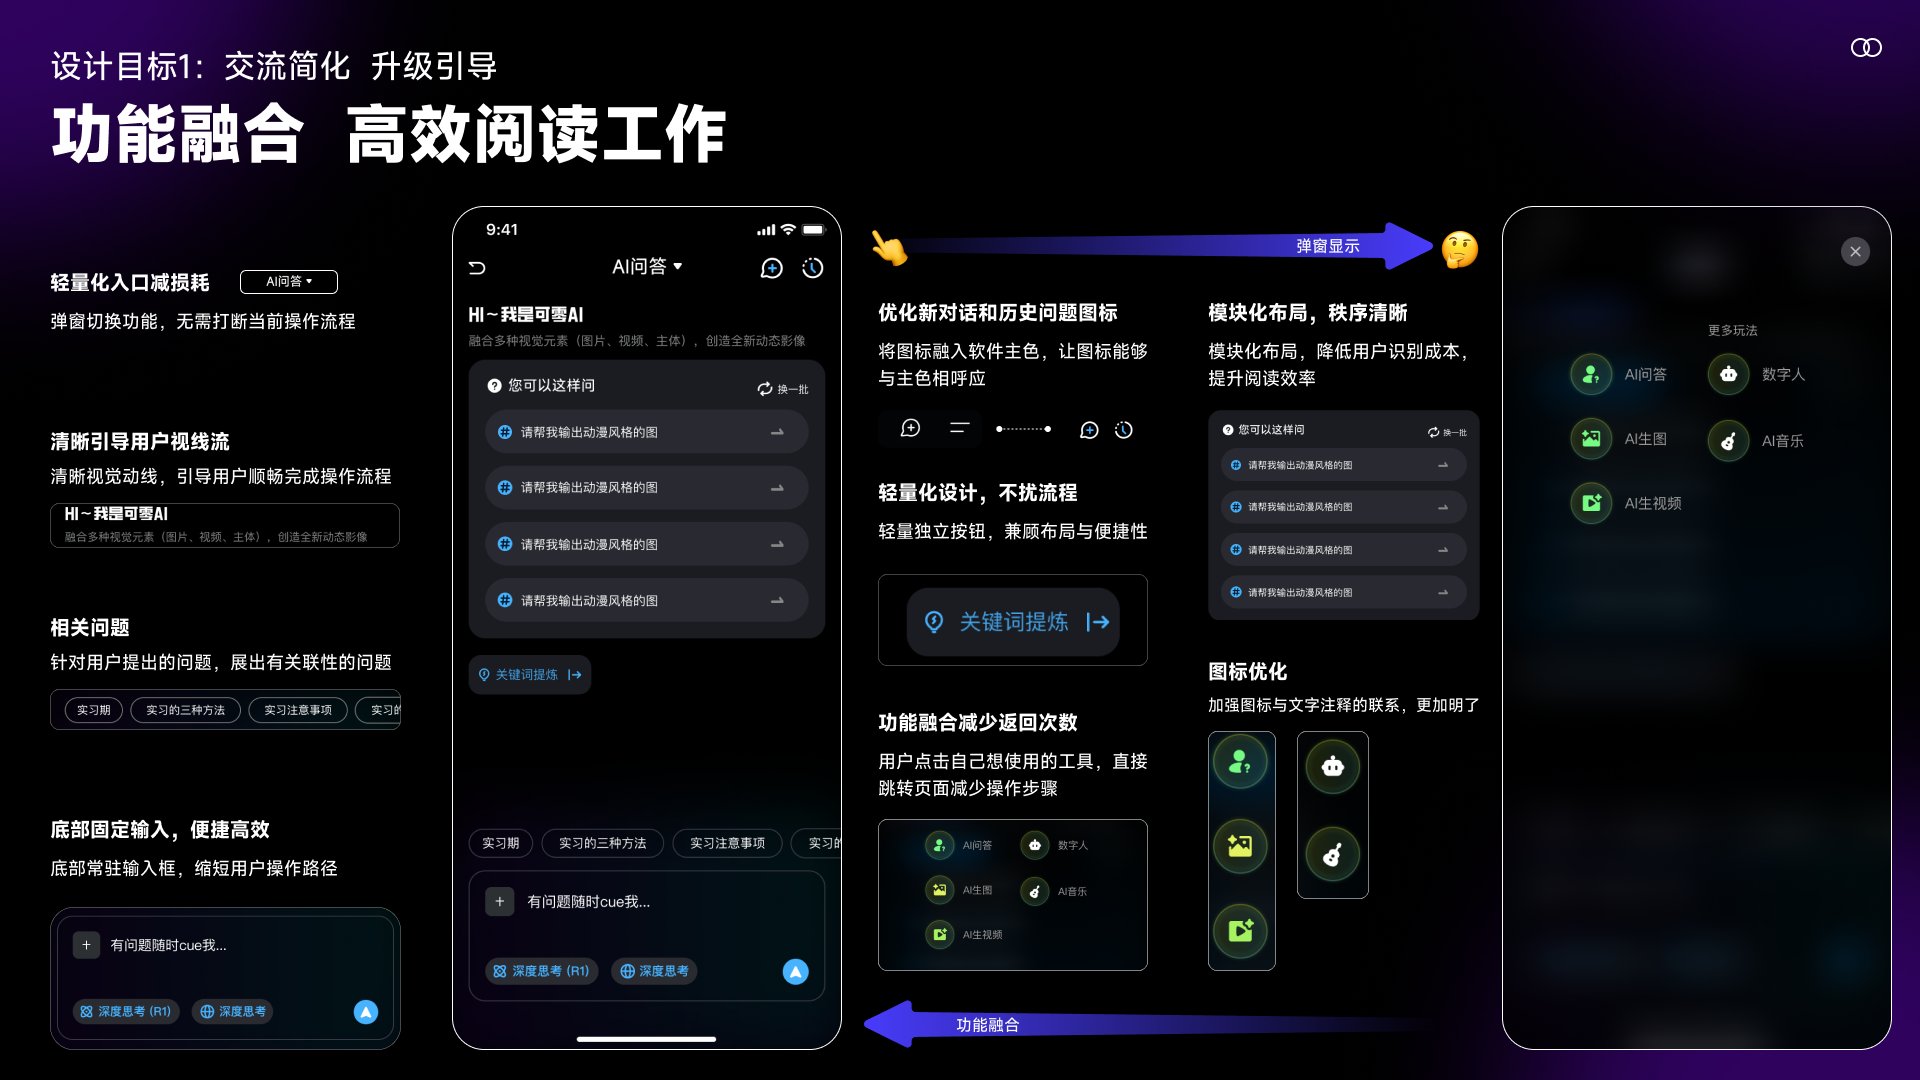 设计目标1：交流简化 升级引导
功能融合 高效阅读工作
轻量化入口减损耗
AI问答
弹窗切换功能，无需打断当前操作流程
清晰引导用户视线流
清晰视觉动线，引导用户顺畅完成操作流程
HI～我是可零AI
融合多种视觉元素（图片、视频、主体），创造全新动态影像
相关问题
针对用户提出的问题，展出有关联性的问题
实习期
实习的三种方法
实习注意事项
实习的
底部固定输入，便捷高效
底部常驻输入框，缩短用户操作路径
有问题随时cue我...
深度思考 (R1)
深度思考
9:41
AI问答
HI～我是可零AI
融合多种视觉元素（图片、视频、主体），创造全新动态影像
您可以这样问
换一批
请帮我输出动漫风格的图
请帮我输出动漫风格的图
请帮我输出动漫风格的图
请帮我输出动漫风格的图
关键词提炼
实习期
实习的三种方法
实习注意事项
实习的
有问题随时cue我...
深度思考 (R1)
深度思考
弹窗显示
优化新对话和历史问题图标
将图标融入软件主色，让图标能够
与主色相呼应
轻量化设计，不扰流程
轻量独立按钮，兼顾布局与便捷性
关键词提炼
功能融合减少返回次数
用户点击自己想使用的工具，直接
跳转页面减少操作步骤
AI问答
数字人
AI生图
AI音乐
AI生视频
功能融合
模块化布局，秩序清晰
模块化布局，降低用户识别成本，
提升阅读效率
您可以这样问
换一批
请帮我输出动漫风格的图
请帮我输出动漫风格的图
请帮我输出动漫风格的图
请帮我输出动漫风格的图
图标优化
加强图标与文字注释的联系，更加明了
更多玩法
AI问答
数字人
AI生图
AI音乐
AI生视频